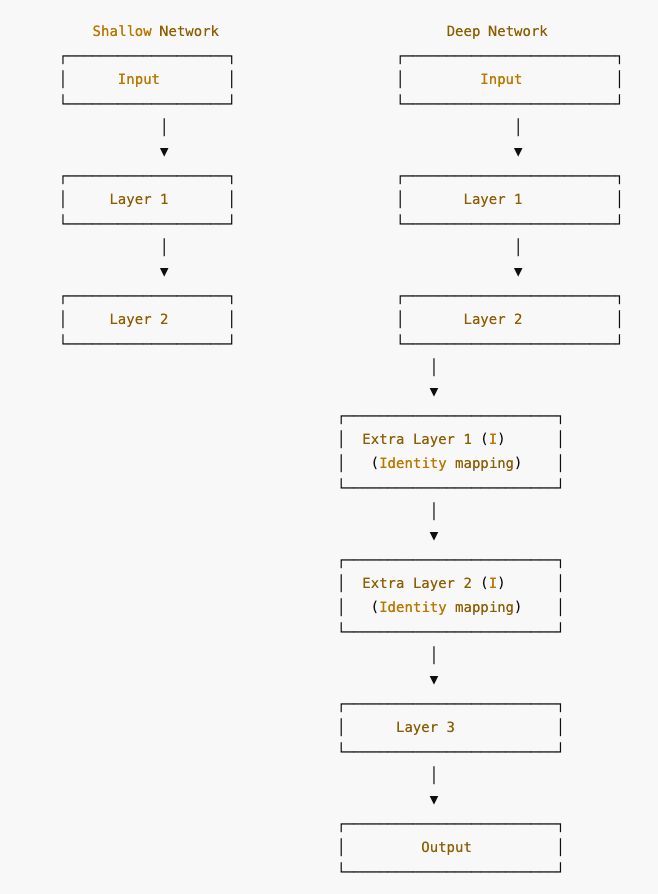 Shallow Network
Input
Layer 1
Layer 2
Deep Network
Input
Layer 1
Layer 2
Extra Layer 1 (I)
(Identity mapping)
Extra Layer 2 (I)
(Identity mapping)
Layer 3
Output